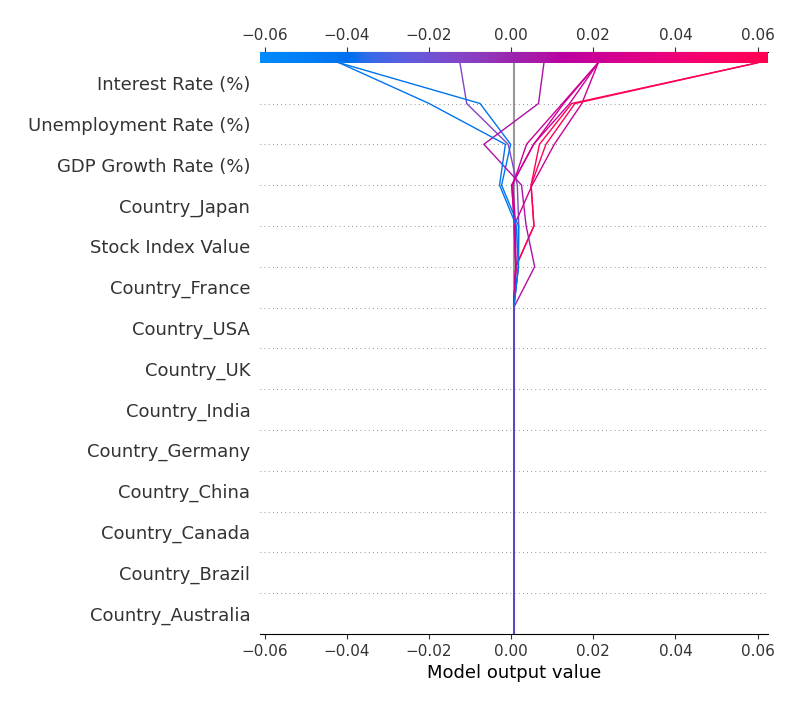 −0.06 −0.04 −0.02 0.00 0.02 0.04 0.06
Interest Rate (%)
Unemployment Rate (%)
GDP Growth Rate (%)
Country_Japan
Stock Index Value
Country_France
Country_USA
Country_UK
Country_India
Country_Germany
Country_China
Country_Canada
Country_Brazil
Country_Australia
−0.06 −0.04 −0.02 0.00 0.02 0.04 0.06
Model output value